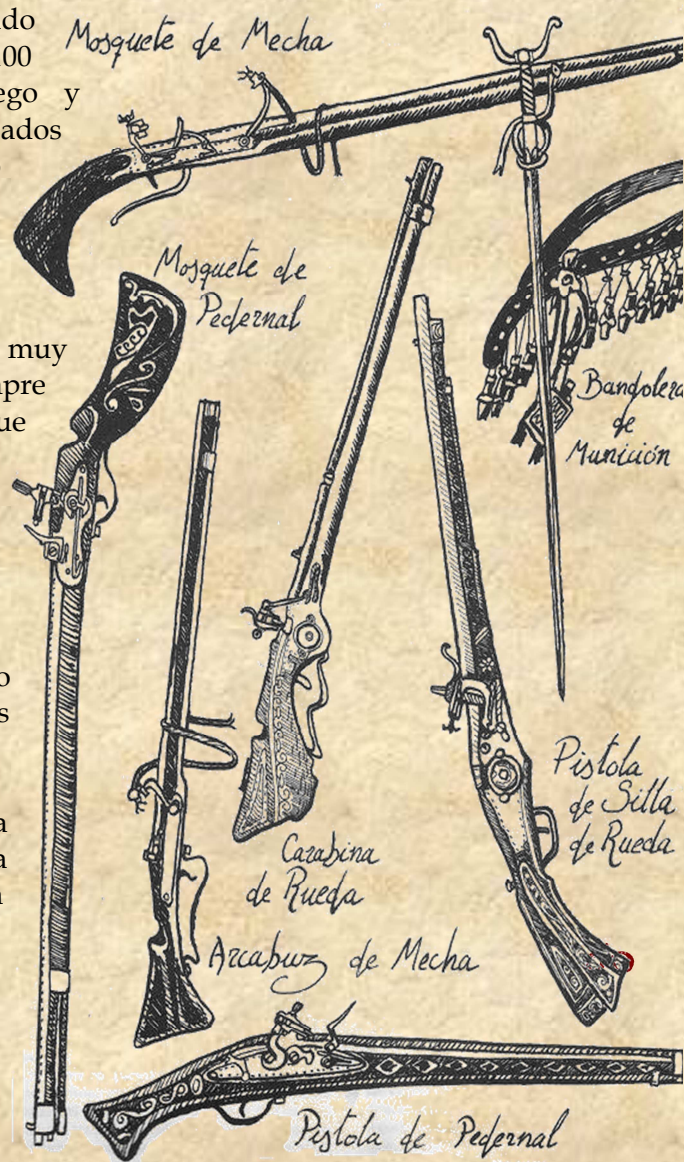 ndo
00
ego y
ados
muy
pre
ue
o
s
a
a
Mosquete de Mecha
Mosquete de
Pedernal
Bandolera
de
Munición
Pistola
de Silla
de Rueda
Carabina
de Rueda
Arcabuz de Mecha
Pistola de Pedernal